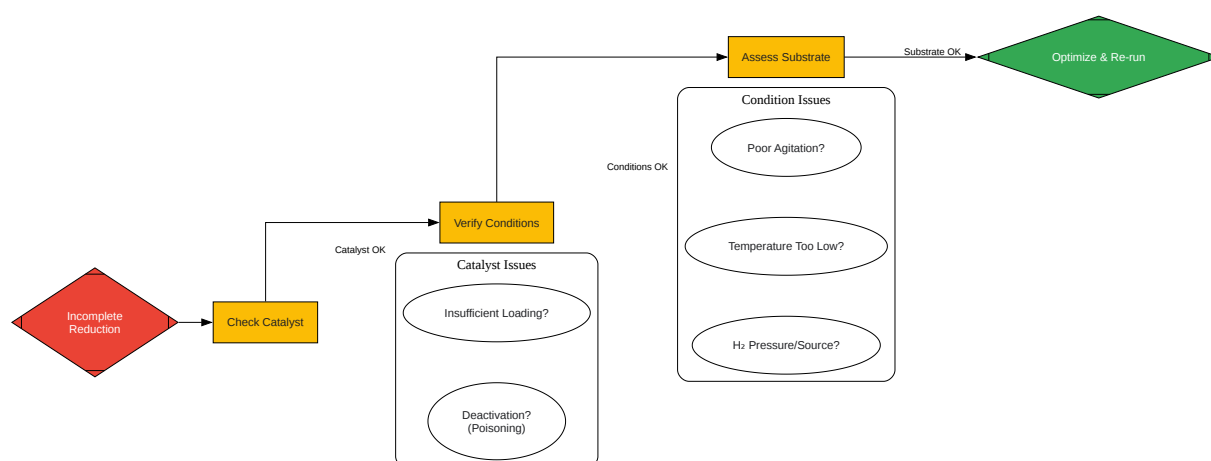 Assess Substrate
Substrate OK
Optimize & Re-run
Condition Issues
Poor Agitation?
Conditions OK
Verify Conditions
Temperature Too Low?
Catalyst OK
Catalyst Issues
Insufficient Loading?
Incomplete
Reduction
Check Catalyst
H₂ Pressure/Source?
Deactivation?
(Poisoning)